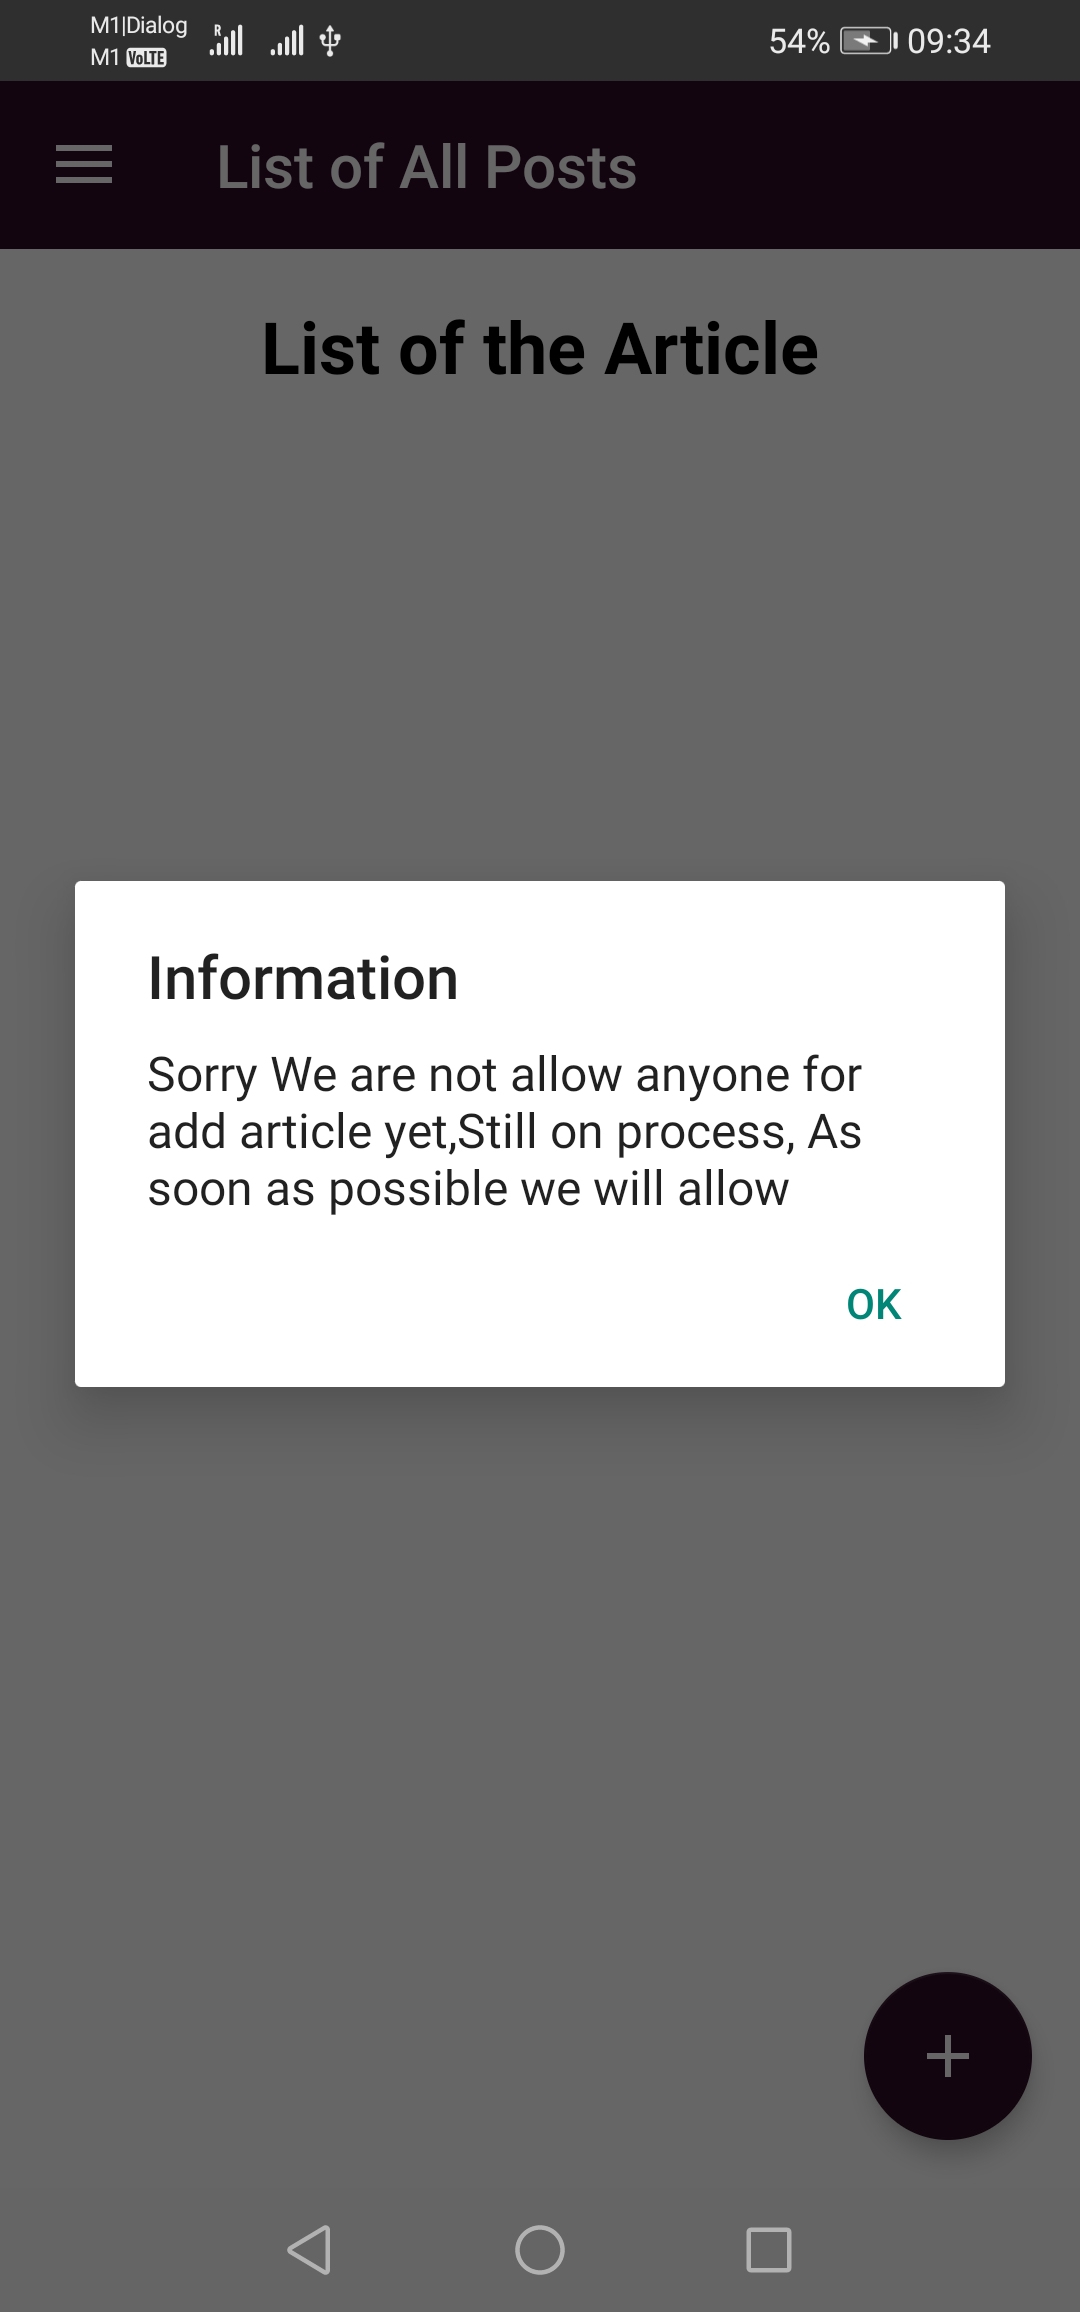 M1|Dialog
M1 VoLTE
R
54%
09:34
List of All Posts
List of the Article
Information
Sorry We are not allow anyone for
add article yet,Still on process, As
soon as possible we will allow
OK